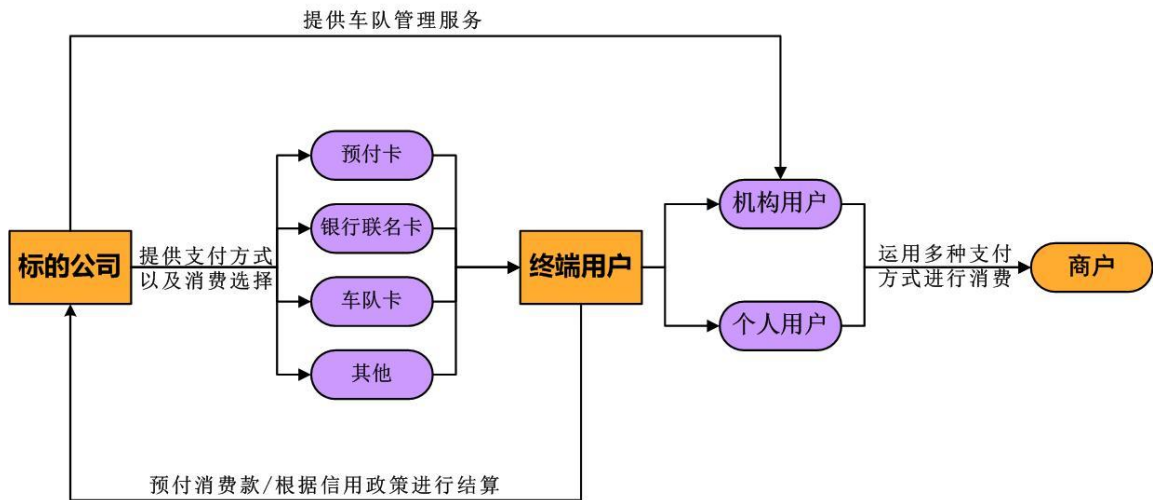 提供车队管理服务
预付卡
银行联名卡
车队卡
其他
标的公司
提供支付方式
以及消费选择
终端用户
机构用户
个人用户
运用多种支付
方式进行消费
商户
预付消费款/根据信用政策进行结算